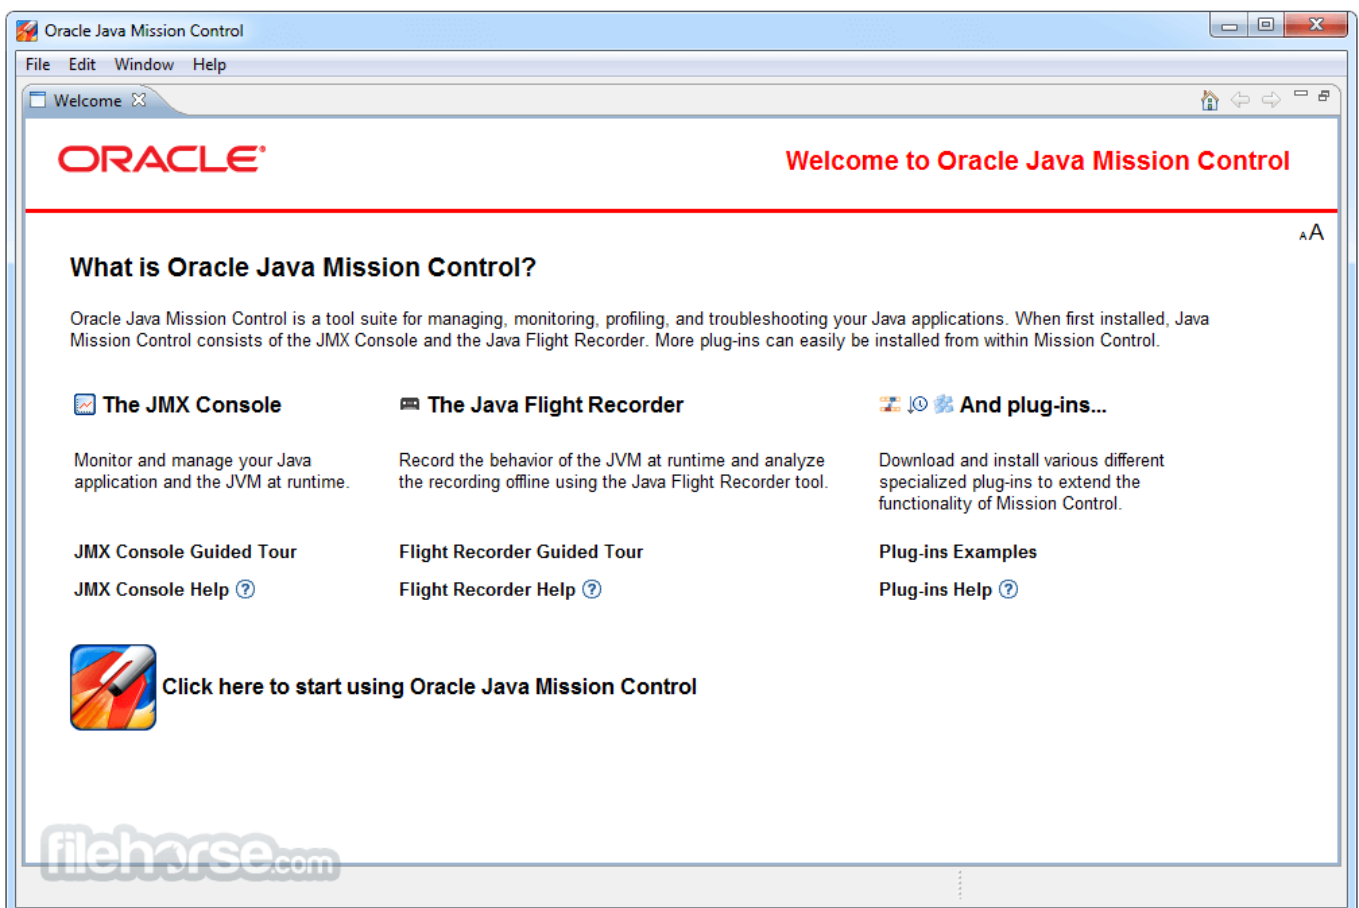 Oracle Java Mission Control
File Edit Window Help
Welcome
ORACLE
Welcome to Oracle Java Mission Control
AA
What is Oracle Java Mission Control?
Oracle Java Mission Control is a tool suite for managing, monitoring, profiling, and troubleshooting your Java applications. When first installed, Java
Mission Control consists of the JMX Console and the Java Flight Recorder. More plug-ins can easily be installed from within Mission Control.
The JMX Console
Monitor and manage your Java
application and the JVM at runtime.
JMX Console Guided Tour
JMX Console Help ?
The Java Flight Recorder
Record the behavior of the JVM at runtime and analyze
the recording offline using the Java Flight Recorder tool.
Flight Recorder Guided Tour
Flight Recorder Help ?
And plug-ins...
Download and install various different
specialized plug-ins to extend the
functionality of Mission Control.
Plug-ins Examples
Plug-ins Help ?
Click here to start using Oracle Java Mission Control
filehorse.com